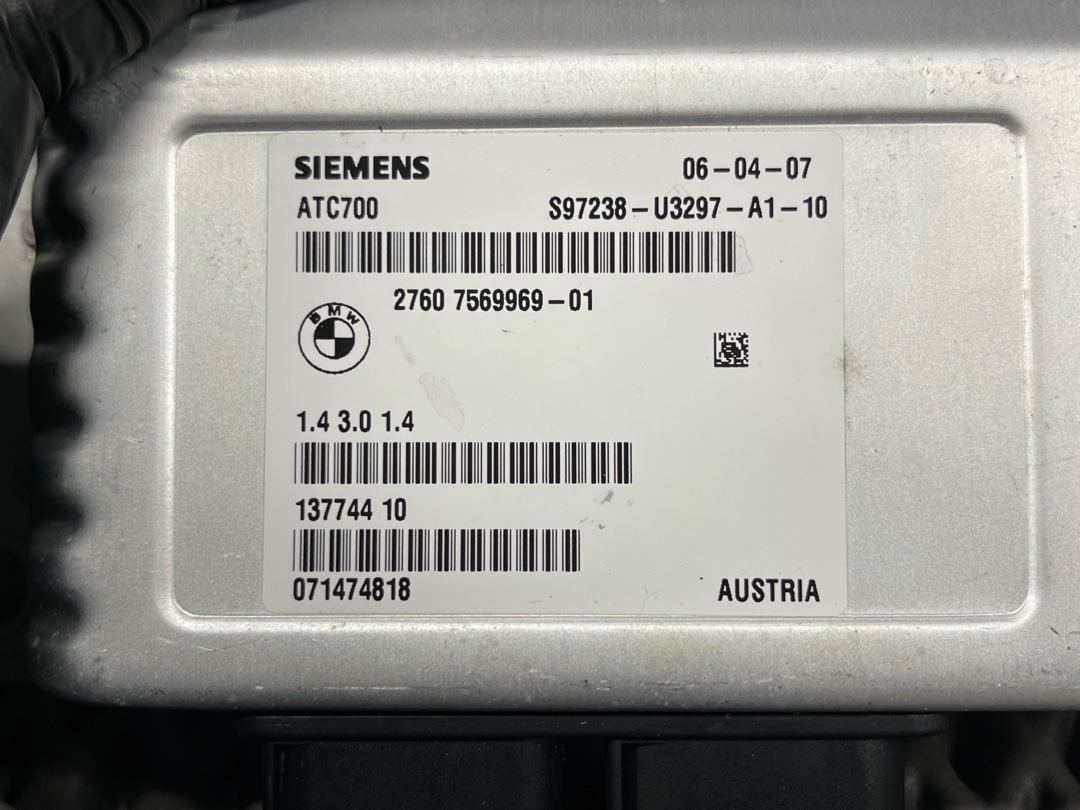 SIEMENS 06-04-07
ATC700 S97238-U3297-A1-10
2760 7569969-01
BMW
1.4 3.0 1.4
137744 10
071474818 AUSTRIA